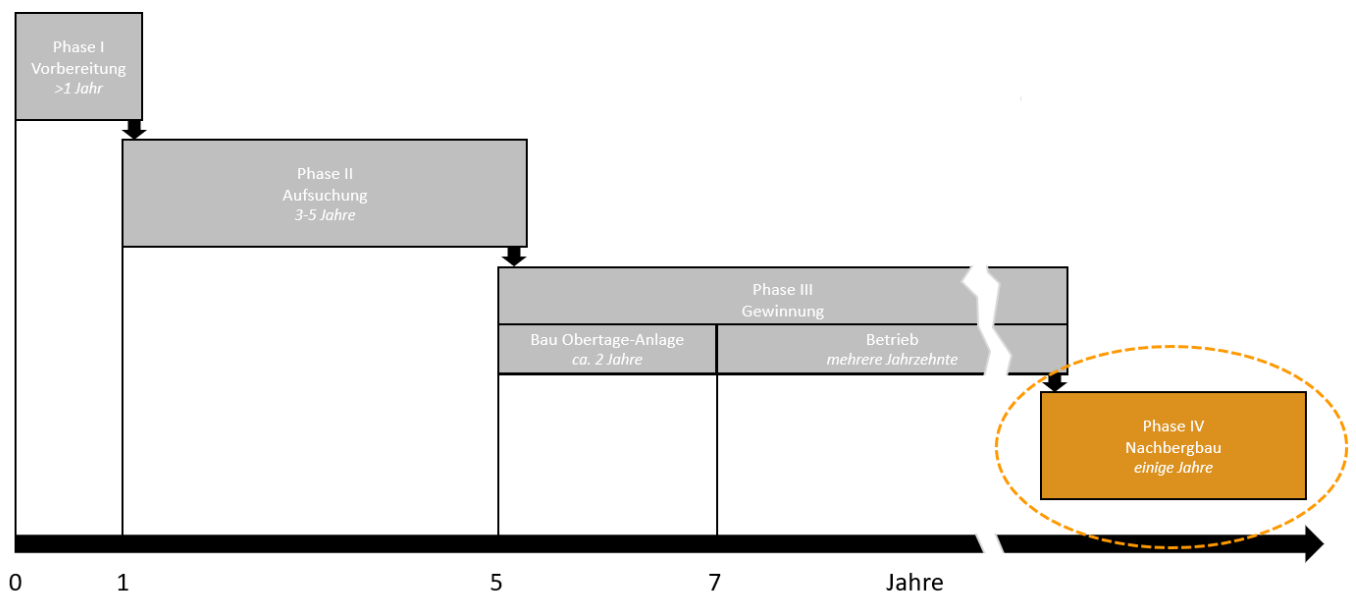 Phase I
Vorbereitung
>1 Jahr
Phase II
Aufsuchung
3-5 Jahre
Phase III
Gewinnung
Bau Obertage-Anlage
ca. 2 Jahre
Betrieb
mehrere Jahrzehnte
Phase IV
Nachbergbau
einige Jahre
0 1 5 7 Jahre